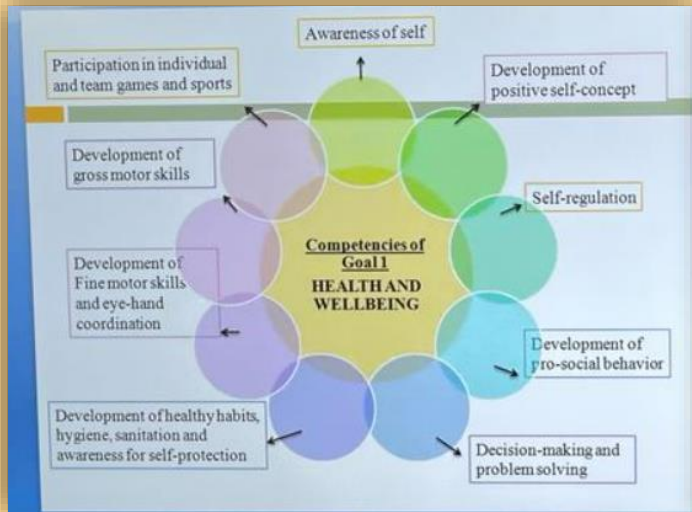 Awareness of self
Participation in individual
and team games and sports
Development of
positive self-concept
Development of
gross motor skills
Self-regulation
Competencies of
Goal 1
HEALTH AND
WELLBEING
Development of
Fine motor skills
and eye-hand
coordination
Development of
pro-social behavior
Development of healthy habits,
hygiene, sanitation and
awareness for self-protection
Decision-making and
problem solving